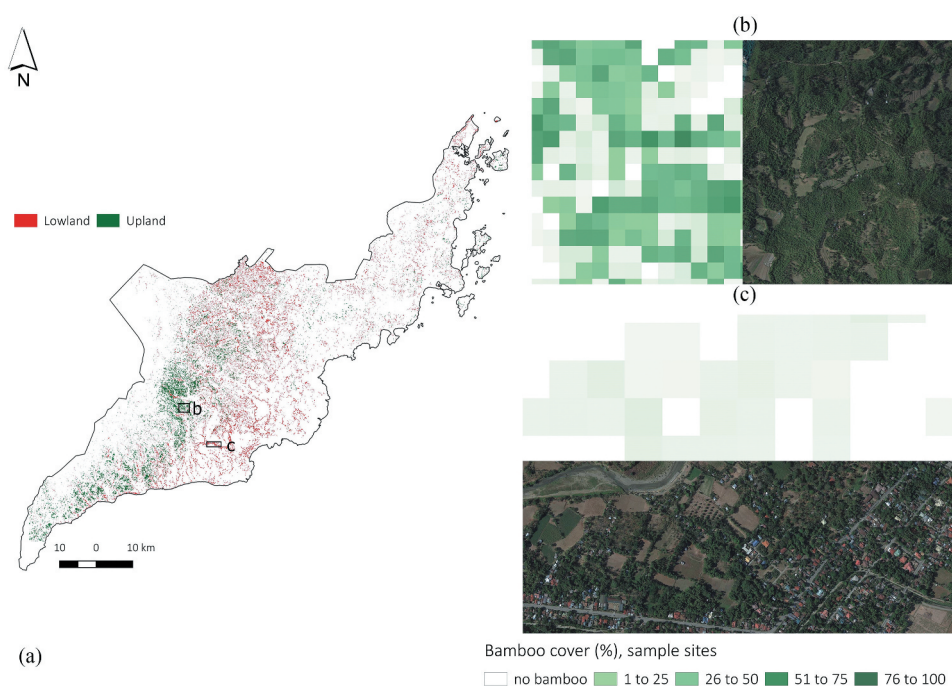 N
Lowland Upland
b
c
10 0 10 km
(a)
(b)
(c)
Bamboo cover (%), sample sites
no bamboo 1 to 25 26 to 50 51 to 75 76 to 100